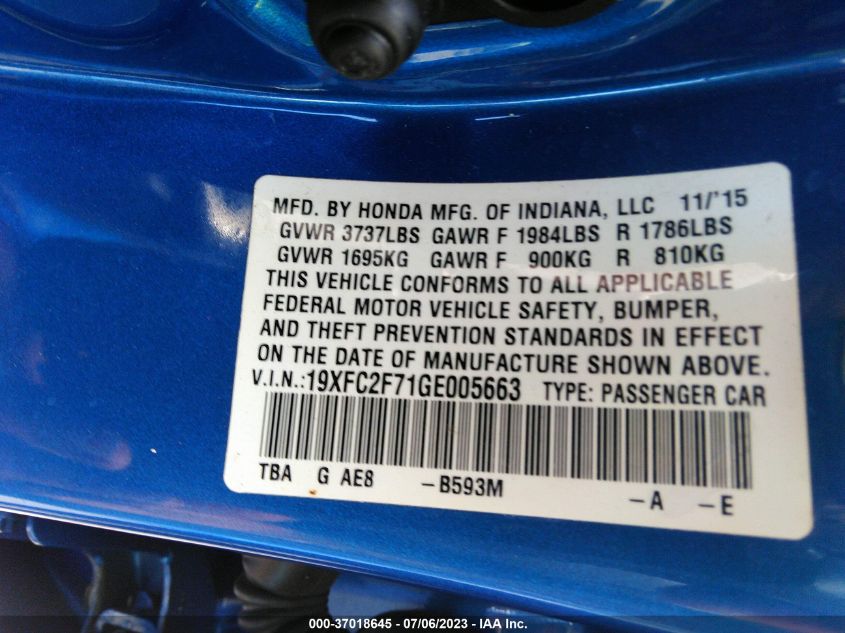 MFD. BY HONDA MFG. OF INDIANA, LLC 11/'15
GVWR 3737LBS GAWR F 1984LBS R 1786LBS
GVWR 1695KG GAWR F 900KG R 810KG
THIS VEHICLE CONFORMS TO ALL APPLICABLE
FEDERAL MOTOR VEHICLE SAFETY, BUMPER,
AND THEFT PREVENTION STANDARDS IN EFFECT
ON THE DATE OF MANUFACTURE SHOWN ABOVE.
V.I.N.:19XFC2F71GE005663 TYPE: PASSENGER CAR
TBA G AE8 -B593M -A -E
000-37018645 - 07/06/2023 - IAA Inc.